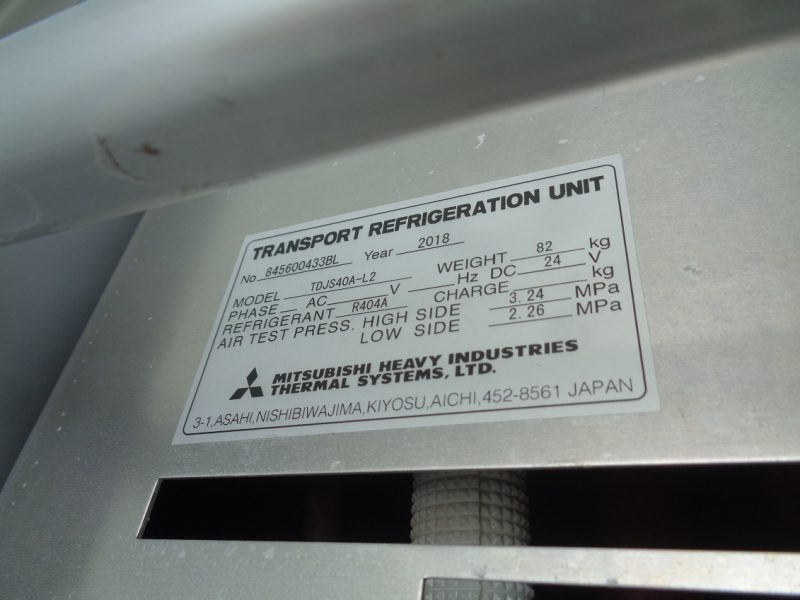 TRANSPORT REFRIGERATION UNIT
No. 845600433BL Year 2018
MODEL TDJS40A-L2 WEIGHT 82 kg
PHASE AC V Hz DC 24 V
REFRIGERANT R404A CHARGE kg
AIR TEST PRESS. HIGH SIDE 3.24 MPa
LOW SIDE 2.26 MPa
MITSUBISHI HEAVY INDUSTRIES
THERMAL SYSTEMS, LTD.
3-1,ASAHI,NISHIBIWAJIMA,KIYOSU,AICHI,452-8561 JAPAN